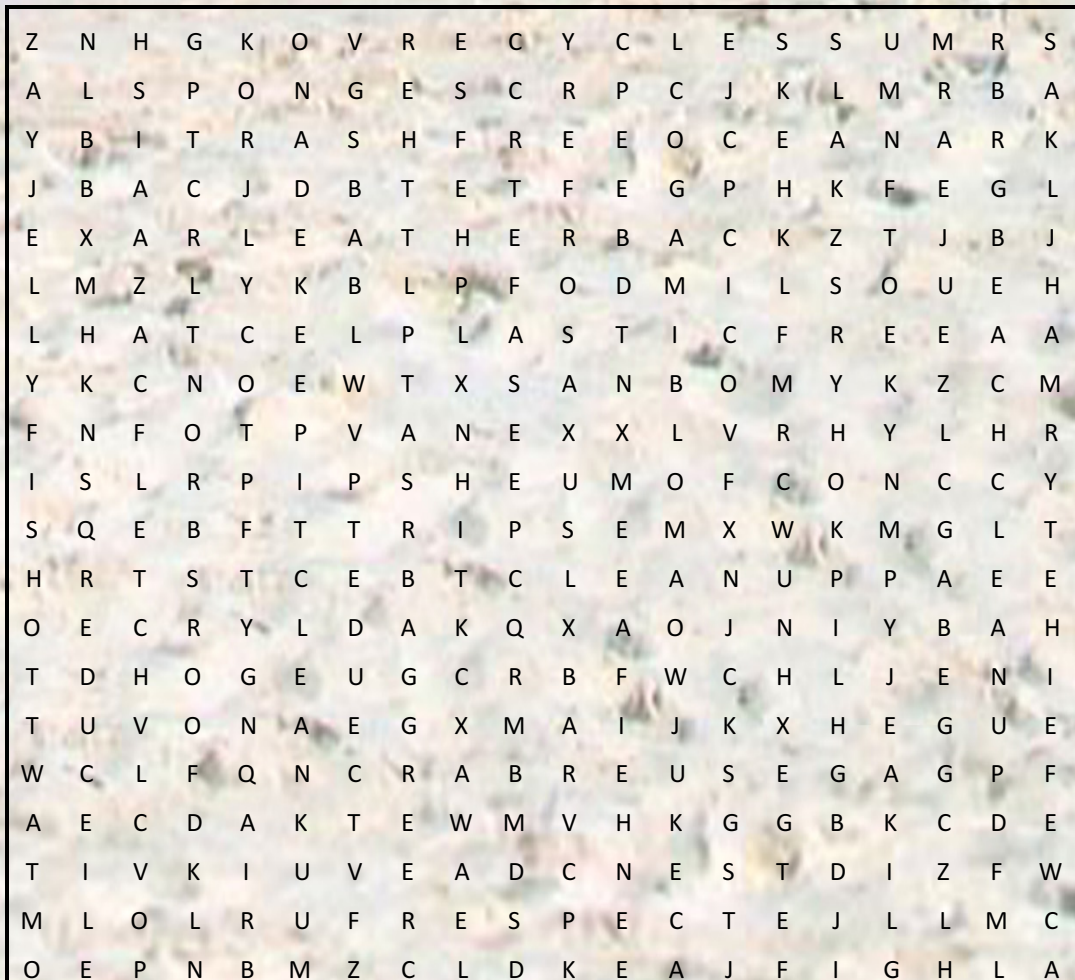 Z N H G K O V R E C Y C L E S S U M R S
A L S P O N G E S C R P C J K L M R B A
Y B I T R A S H F R E E O C E A N A R K
J B A C J D B T E T F E G P H K F E G L
E X A R L E A T H E R B A C K Z T J B J
L M Z L Y K B L P F O D M I L S O U E H
L H A T C E L P L A S T I C F R E E A A
Y K C N O E W T X S A N B O M Y K Z C M
F N F O T P V A N E X X L V R H Y L H R
I S L R P I P S H E U M O F C O N C C Y
S Q E B F T T R I P S E M X W K M G L T
H R T S T C E B T C L E A N U P P A E E
O E C R Y L D A K Q X A O J N I Y B A H
T D H O G E U G C R B F W C H L J E N I
T U V O N A E G X M A I J K X H E G U E
W C L F Q N C R A B R E U S E G A G P F
A E C D A K T E W M V H K G G B K C D E
T I V K I U V E A D C N E S T D I Z F W
M L O L R U F R E S P E C T E J L L M C
O E P N B M Z C L D K E A J F I G H L A